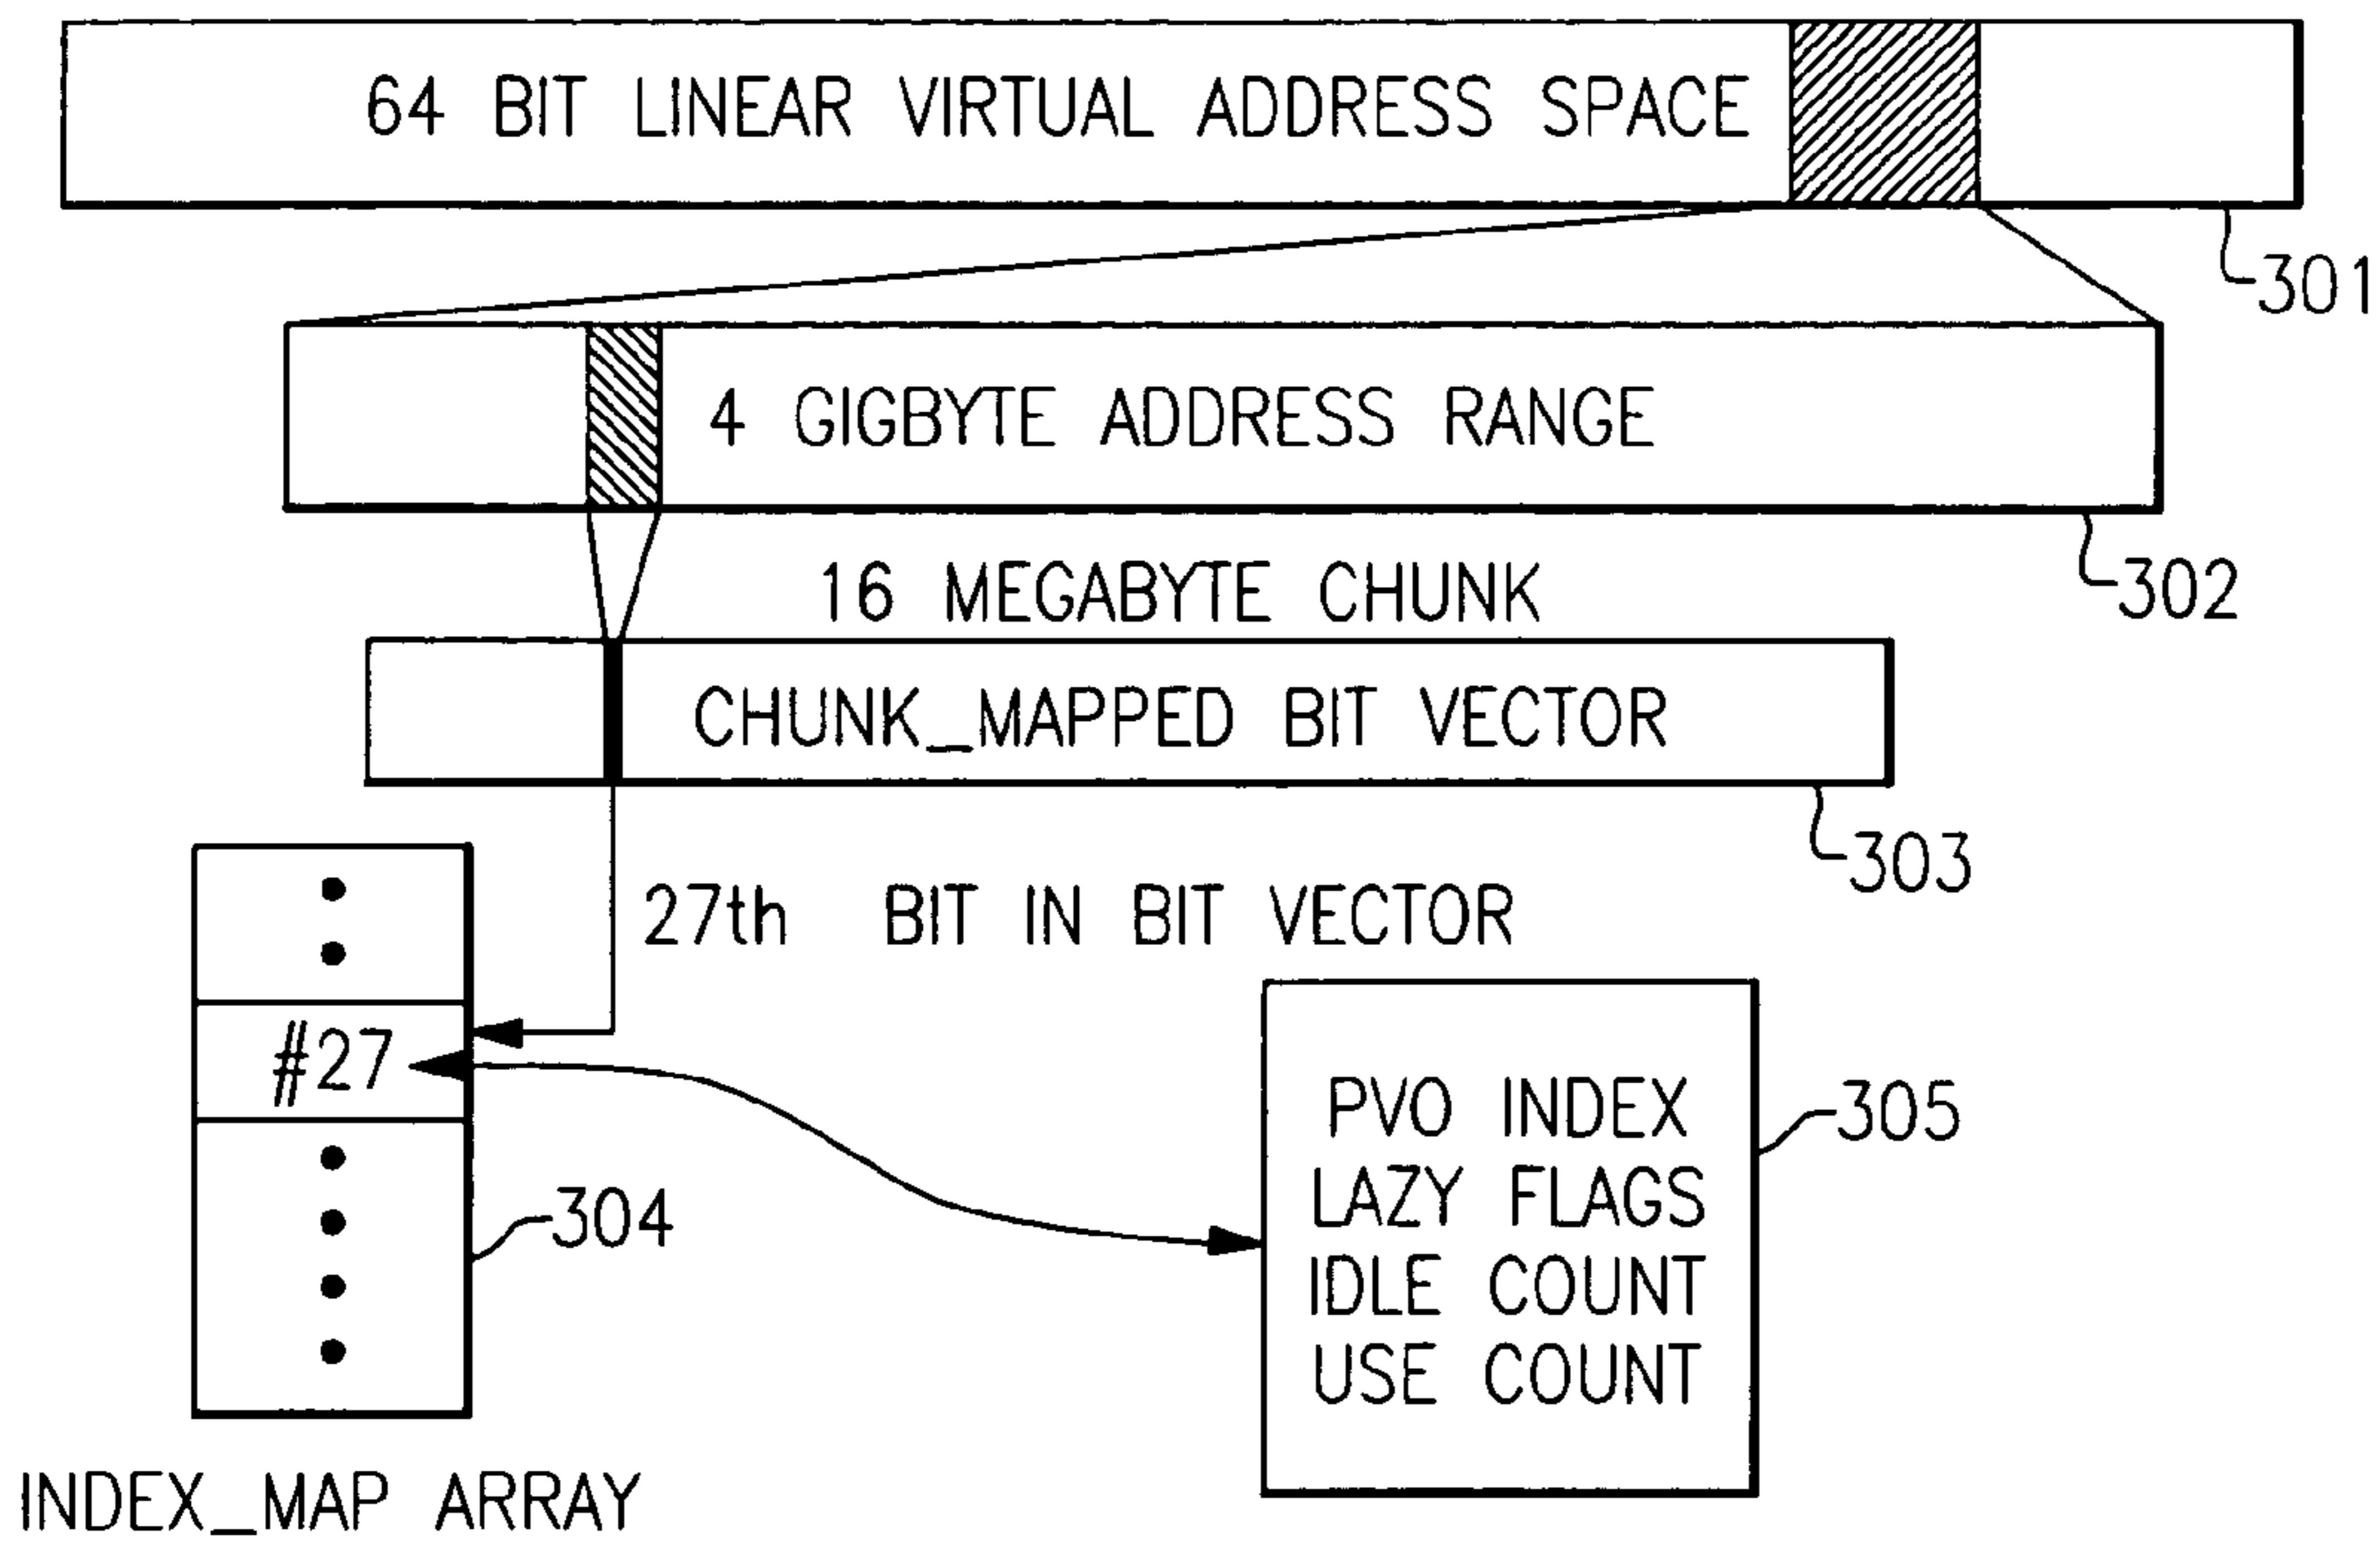 64 BIT LINEAR VIRTUAL ADDRESS SPACE
301
4 GIGBYTE ADDRESS RANGE
302
16 MEGABYTE CHUNK
CHUNK_MAPPED BIT VECTOR
303
27th BIT IN BIT VECTOR
#27
304
INDEX_MAP ARRAY
PVO INDEX
LAZY FLAGS
IDLE COUNT
USE COUNT
305